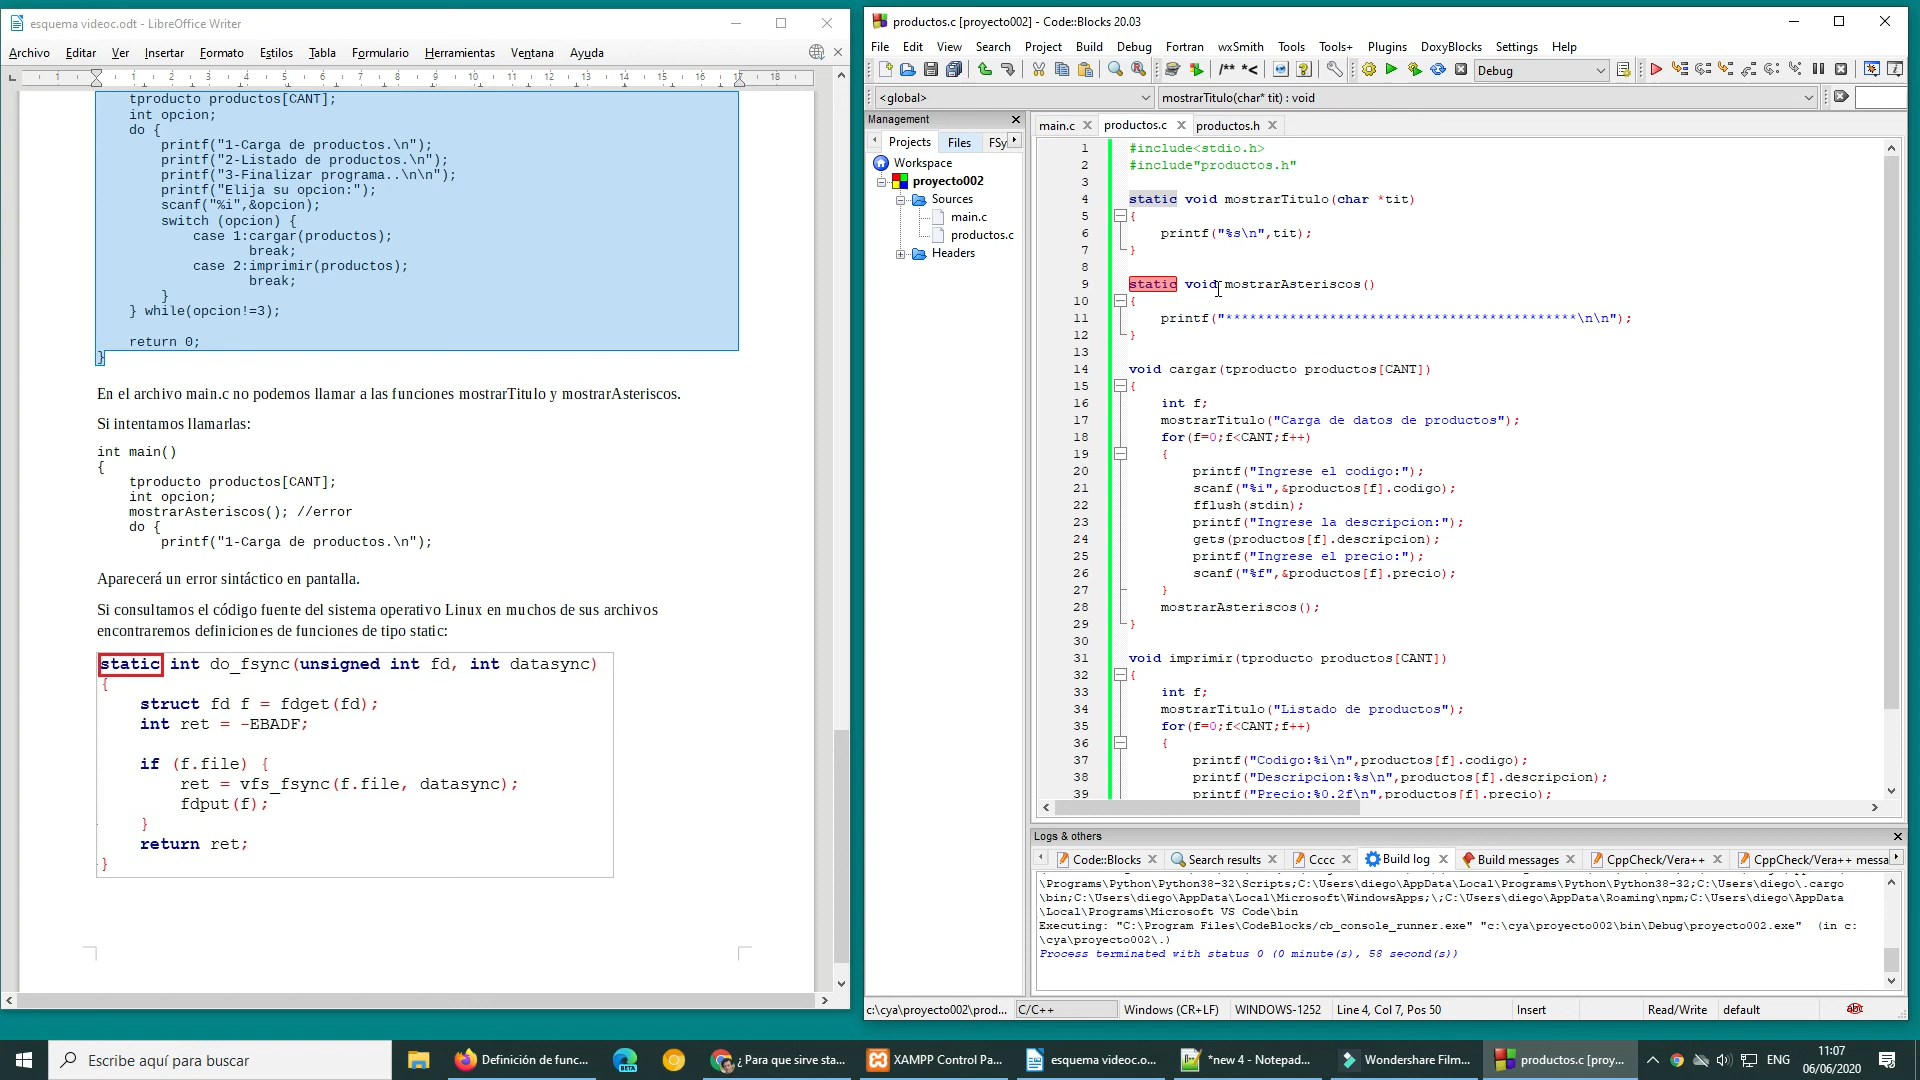 esquema videoc.odt - LibreOffice Writer
Archivo Editar Ver Insertar Formato Estilos Tabla Formulario Herramientas Ventana Ayuda
1 1 2 3 4 5 6 7 8 9 10 11 12 13 14 15 16 17 18
tproducto productos[CANT];
int opcion;
do {
printf("1-Carga de productos.\n");
printf("2-Listado de productos.\n");
printf("3-Finalizar programa..\n\n");
printf("Elija su opcion:");
scanf("%i",&opcion);
switch (opcion) {
case 1:cargar(productos);
break;
case 2:imprimir(productos);
break;
}
} while(opcion!=3);
return 0;
}
En el archivo main.c no podemos llamar a las funciones mostrarTitulo y mostrarAsteriscos.
Si intentamos llamarlas:
int main()
{
tproducto productos[CANT];
int opcion;
mostrarAsteriscos(); //error
do {
printf("1-Carga de productos.\n");
Aparecerá un error sintáctico en pantalla.
Si consultamos el código fuente del sistema operativo Linux en muchos de sus archivos
encontraremos definiciones de funciones de tipo static:
static int do_fsync(unsigned int fd, int datasync)
{
struct fd f = fdget(fd);
int ret = -EBADF;
if (f.file) {
ret = vfs_fsync(f.file, datasync);
fdput(f);
}
return ret;
}
productos.c [proyecto002] - Code::Blocks 20.03
File Edit View Search Project Build Debug Fortran wxSmith Tools Tools+ Plugins DoxyBlocks Settings Help
/** *< Debug
<global> mostrarTitulo(char* tit) : void
Management
Projects Files FSy
Workspace
proyecto002
Sources
main.c
productos.c
Headers
main.c productos.c productos.h
1 #include<stdio.h>
2 #include"productos.h"
3
4 static void mostrarTitulo(char *tit)
5 {
6 printf("%s\n",tit);
7 }
8
9 static void mostrarAsteriscos()
10 {
11 printf("********************************************\n\n");
12 }
13
14 void cargar(tproducto productos[CANT])
15 {
16 int f;
17 mostrarTitulo("Carga de datos de productos");
18 for(f=0;f<CANT;f++)
19 {
20 printf("Ingrese el codigo:");
21 scanf("%i",&productos[f].codigo);
22 fflush(stdin);
23 printf("Ingrese la descripcion:");
24 gets(productos[f].descripcion);
25 printf("Ingrese el precio:");
26 scanf("%f",&productos[f].precio);
27 }
28 mostrarAsteriscos();
29 }
30
31 void imprimir(tproducto productos[CANT])
32 {
33 int f;
34 mostrarTitulo("Listado de productos");
35 for(f=0;f<CANT;f++)
36 {
37 printf("Codigo:%i\n",productos[f].codigo);
38 printf("Descripcion:%s\n",productos[f].descripcion);
39 printf("Precio:%0.2f\n",productos[f].precio);
Logs & others
Code::Blocks Search results Cccc Build log Build messages CppCheck/Vera++ CppCheck/Vera++ messa
\Programs\Python\Python38-32\Scripts;C:\Users\diego\AppData\Local\Programs\Python\Python38-32;C:\Users\diego\.cargo
\bin;C:\Users\diego\AppData\Local\Microsoft\WindowsApps;\;C:\Users\diego\AppData\Roaming\npm;C:\Users\diego\AppData
\Local\Programs\Microsoft VS Code\bin
Executing: "C:\Program Files\CodeBlocks/cb_console_runner.exe" "c:\cya\proyecto002\bin\Debug\proyecto002.exe" (in c:
\cya\proyecto002\.)
Process terminated with status 0 (0 minute(s), 58 second(s))
c:\cya\proyecto002\prod... C/C++ Windows (CR+LF) WINDOWS-1252 Line 4, Col 7, Pos 50 Insert Read/Write default
Escribe aquí para buscar
Definición de func... BETA ¿Para que sirve sta... XAMPP Control Pa... esquema videoc.o... *new 4 - Notepad... Wondershare Film... productos.c [proy... ENG
11:07
06/06/2020